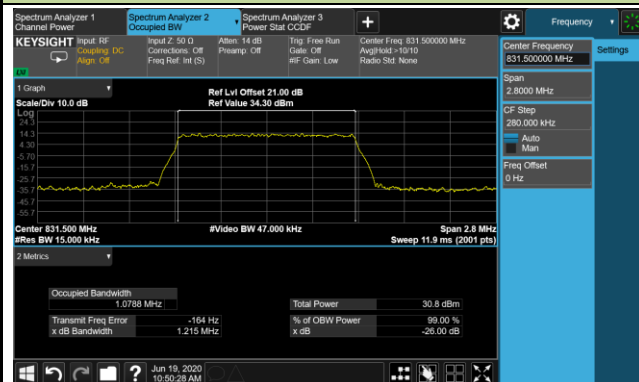 Spectrum Analyzer 1
Channel Power
Spectrum Analyzer 2
Occupied BW
Spectrum Analyzer 3
Power Stat CCDF
Frequency
KEYSIGHT
Input: RF
Coupling: DC
Align: Off
Input Z: 50 Ω
Corrections: Off
Freq Ref: Int (S)
Atten: 14 dB
Preamp: Off
Trig: Free Run
Gate: Off
#IF Gain: Low
Center Freq: 831.500000 MHz
Avg|Hold:>10/10
Radio Std: None
Center Frequency
831.500000 MHz
Settings
Span
2.8000 MHz
CF Step
280.000 kHz
Auto
Man
Freq Offset
0 Hz
1 Graph
Scale/Div 10.0 dB
Ref Lvl Offset 21.00 dB
Ref Value 34.30 dBm
Log
24.3
14.3
4.30
-5.70
-15.7
-25.7
-35.7
-45.7
-55.7
Center 831.500 MHz
#Res BW 15.000 kHz
#Video BW 47.000 kHz
Span 2.8 MHz
Sweep 11.9 ms (2001 pts)
2 Metrics
Occupied Bandwidth
1.0788 MHz
Total Power 30.8 dBm
Transmit Freq Error -164 Hz
% of OBW Power 99.00 %
x dB Bandwidth 1.215 MHz
x dB -26.00 dB
Jun 19, 2020
10:50:28 AM